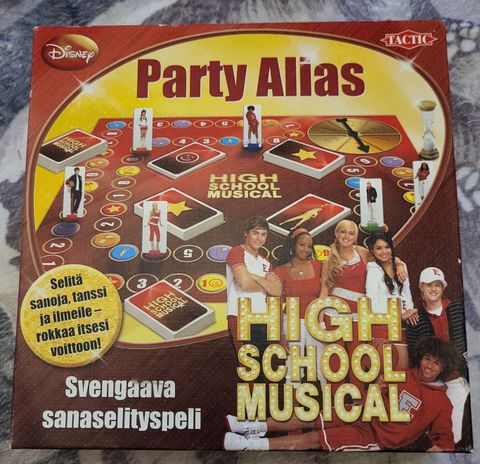 Disney
TACTIC
Party Alias
HIGH
SCHOOL
MUSICAL
Selitä
sanoja, tanssi
ja ilmeile –
rokkaa itsesi
voittoon!
Svengaava
sanaselityspeli
HIGH
SCHOOL
MUSICAL